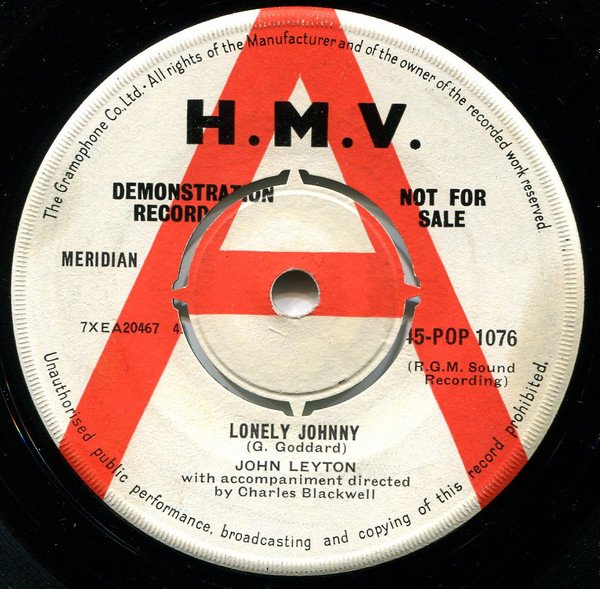 The Gramophone Co. Ltd. · All rights of the Manufacturer and of the owner of the recorded work reserved
H.M.V.
DEMONSTRATION
RECORD
NOT FOR
SALE
MERIDIAN
7XEA20467 4
45-POP 1076
(R.G.M. Sound
Recording)
LONELY JOHNNY
(G. Goddard)
JOHN LEYTON
with accompaniment directed
by Charles Blackwell
Unauthorised public performance, broadcasting and copying of this record prohibited.
A